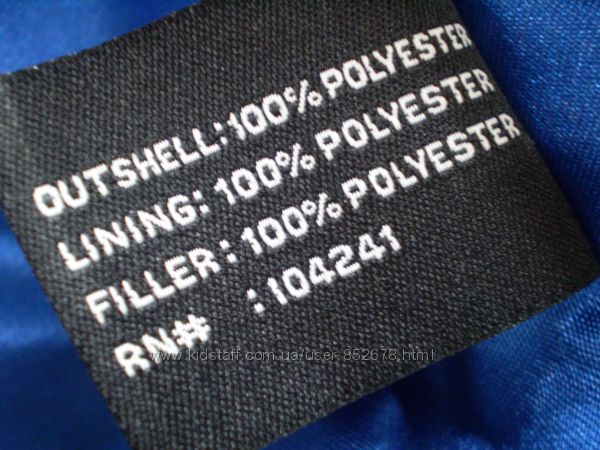 OUTSHELL:100% POLYESTER
LINING: 100% POLYESTER
FILLER: 100% POLYESTER
RN# :104241
www.kidstaff.com.ua/user-852678.html